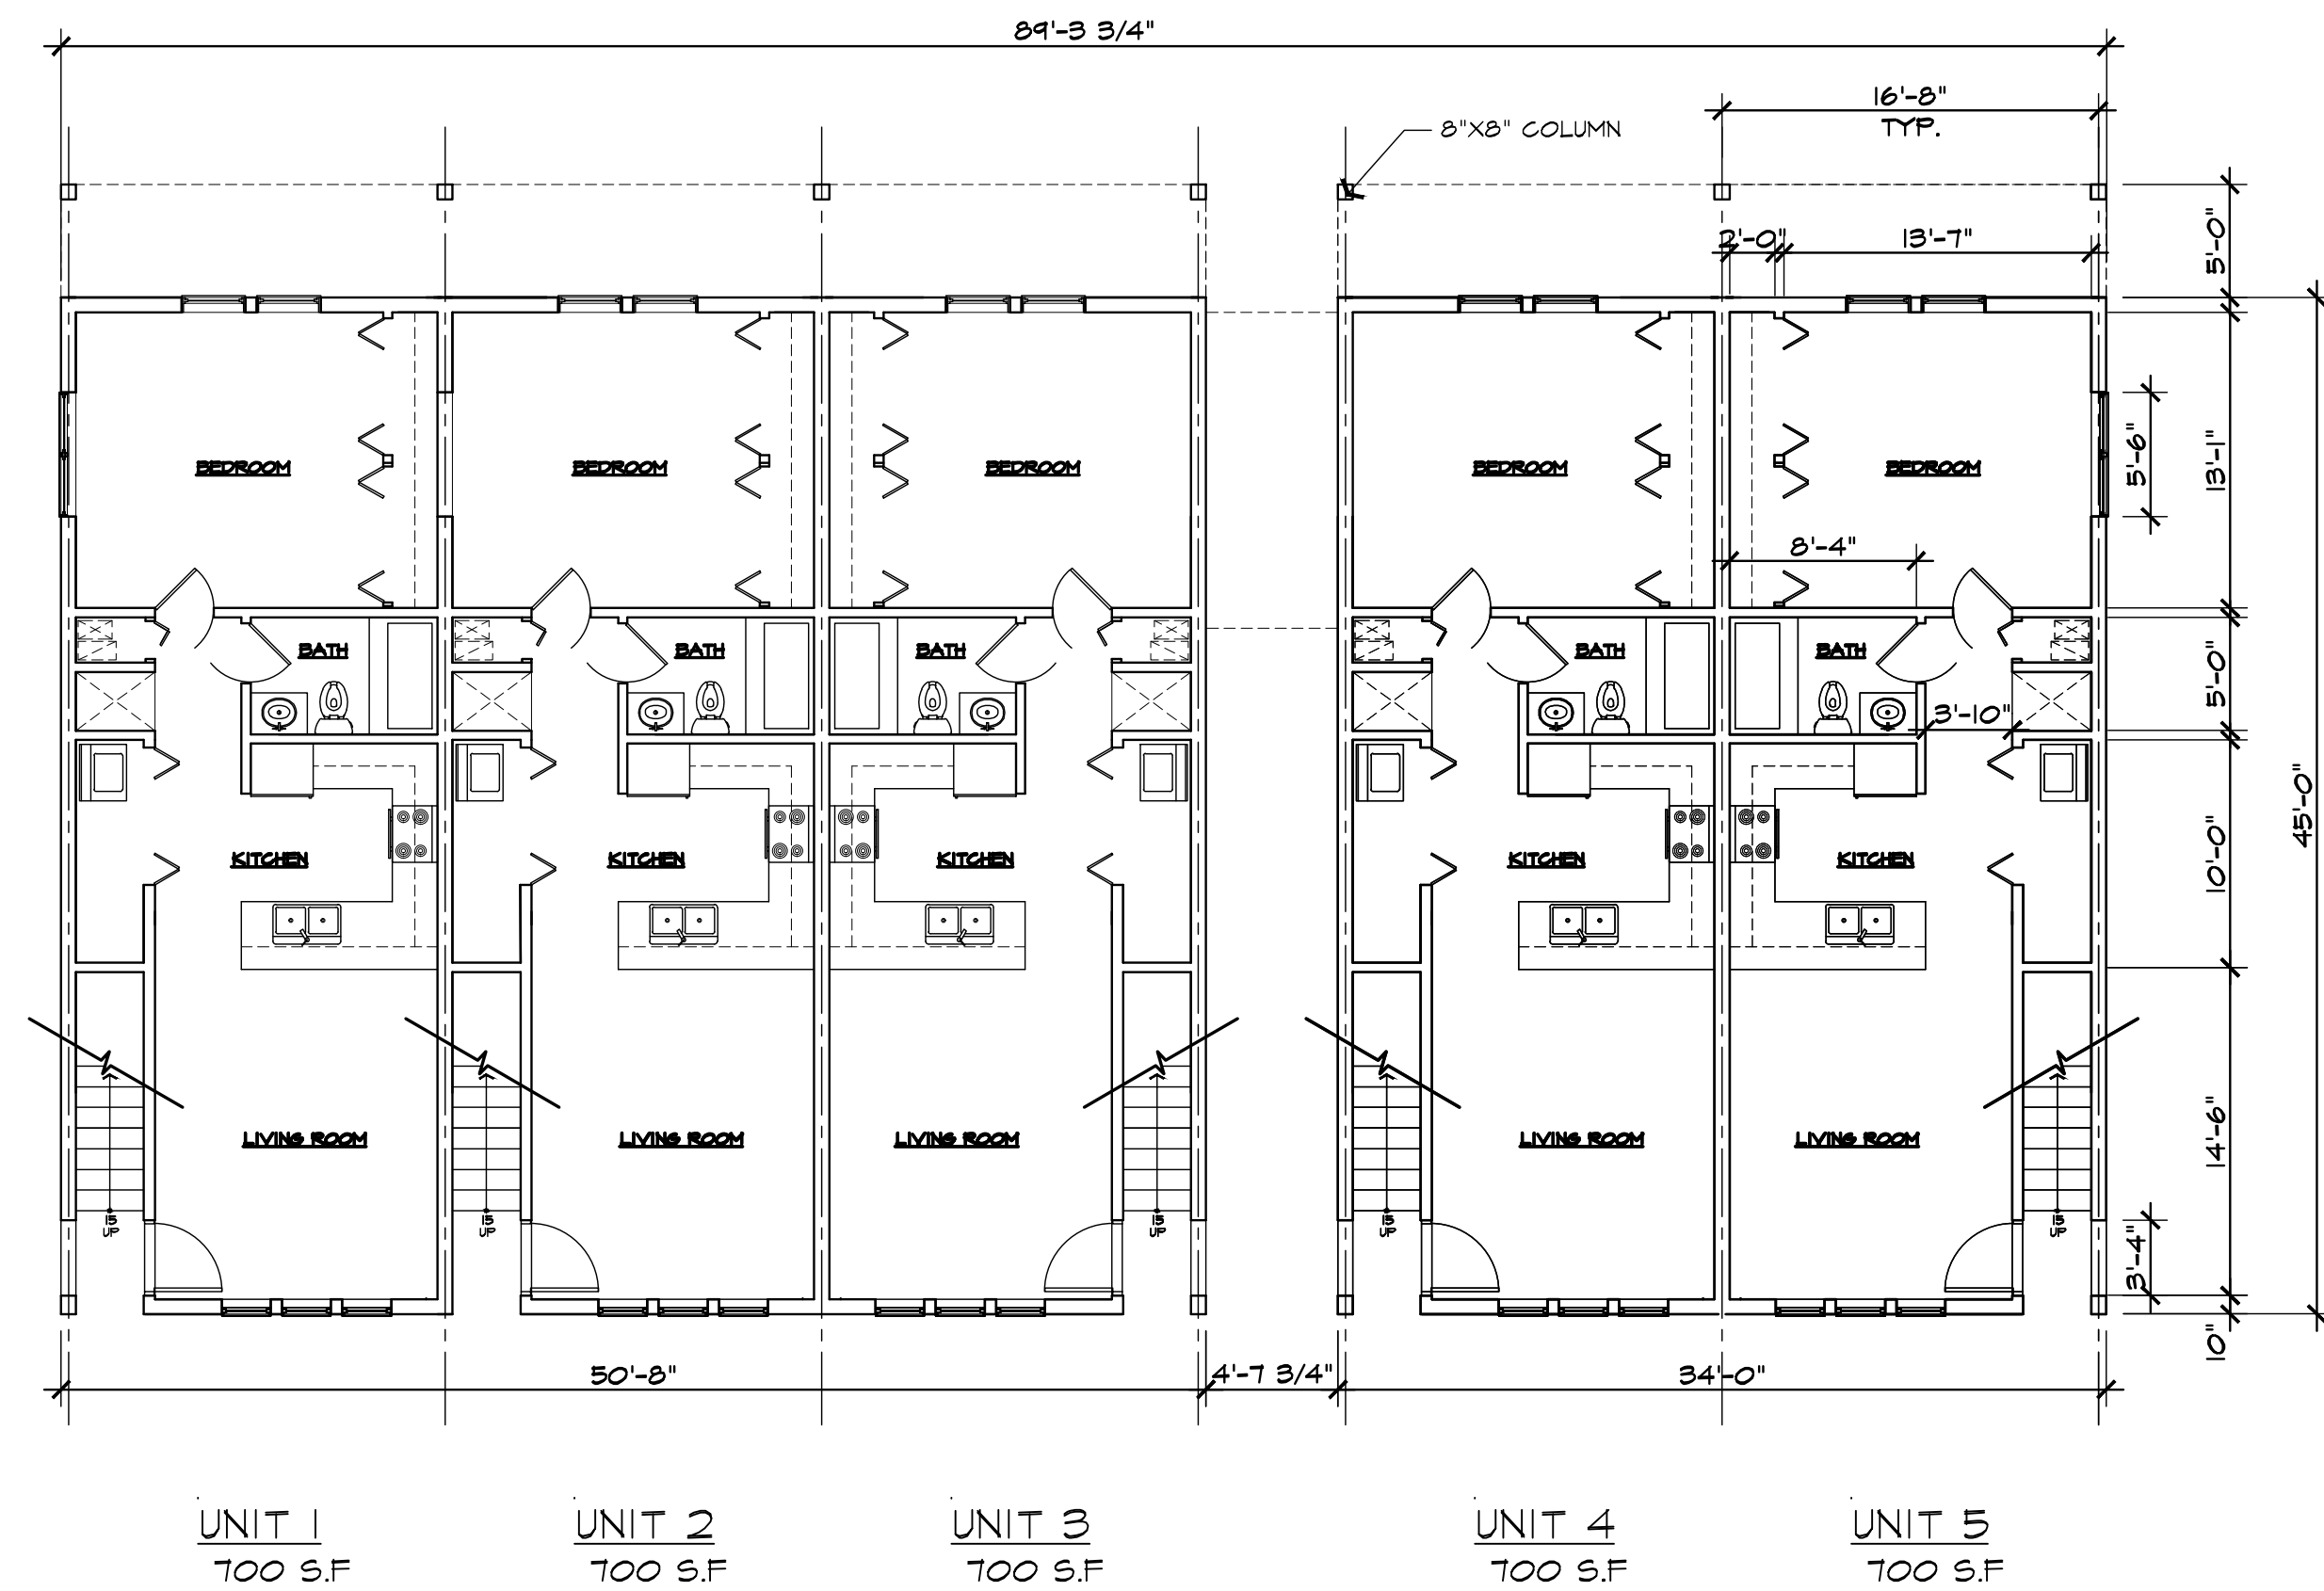 89'-3 3/4"
16'-8"
TYP.
8"X8" COLUMN
2'-0"
13'-7"
5'-0"
BEDROOM
BEDROOM
BEDROOM
BEDROOM
BEDROOM
5'-6"
13'-1"
8'-4"
BATH
BATH
BATH
BATH
BATH
5'-0"
3'-10"
45'-0"
KITCHEN
KITCHEN
KITCHEN
KITCHEN
KITCHEN
10'-0"
LIVING ROOM
LIVING ROOM
LIVING ROOM
LIVING ROOM
LIVING ROOM
14'-6"
15
UP
15
UP
15
UP
15
UP
15
UP
3'-4"
10"
50'-8"
4'-7 3/4"
34'-0"
UNIT 1
700 S.F
UNIT 2
700 S.F
UNIT 3
700 S.F
UNIT 4
700 S.F
UNIT 5
700 S.F